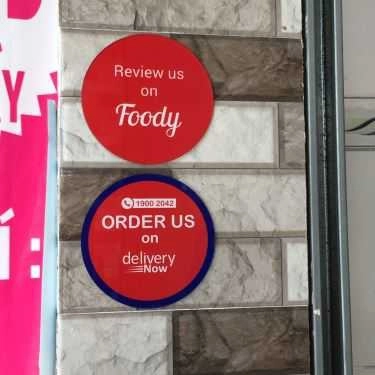 Review us
on
Foody
1900 2042
ORDER US
on
delivery
Now